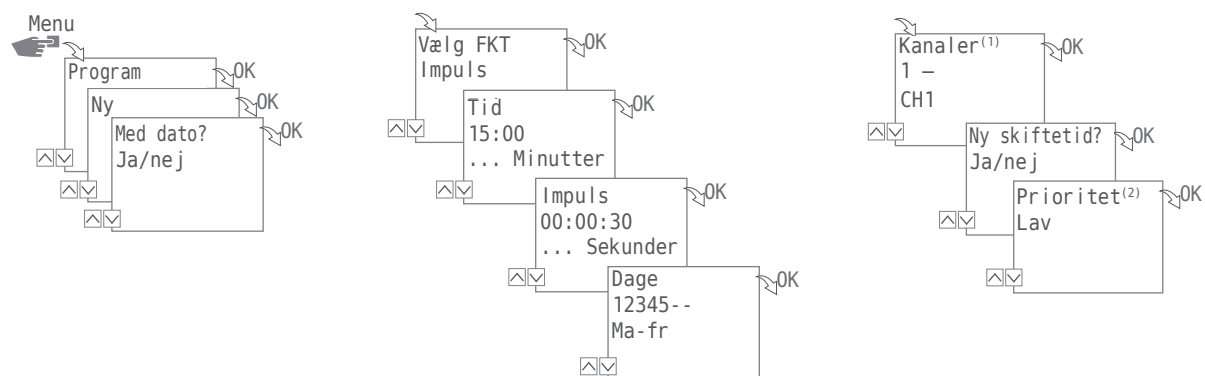 Menu
Program
OK
Ny
OK
Med dato?
OK
Ja/nej
Vælg FKT
OK
Impuls
Tid
OK
15:00
... Minutter
Impuls
OK
00:00:30
... Sekunder
Dage
OK
12345--
Ma-fr
Kanaler(1)
OK
1 –
CH1
Ny skiftetid?
OK
Ja/nej
Prioritet(2)
OK
Lav